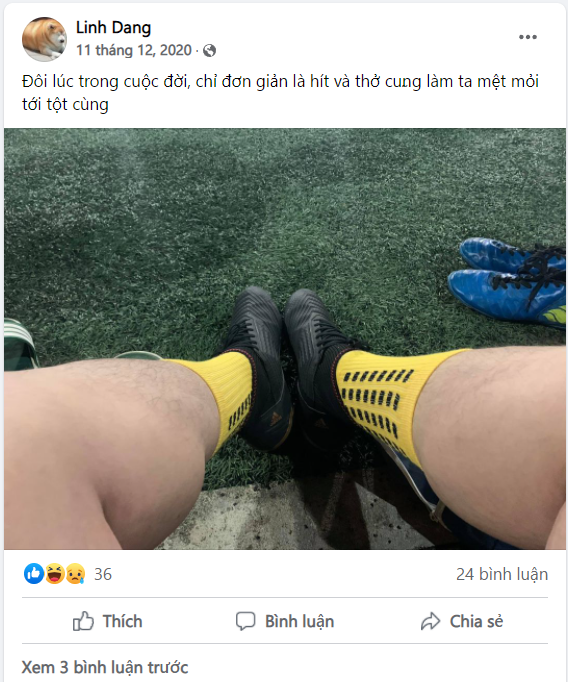 Linh Dang
11 tháng 12, 2020 ·
Đôi lúc trong cuộc đời, chỉ đơn giản là hít và thở cung làm ta mệt mỏi
tới tột cùng
36
24 bình luận
Thích
Bình luận
Chia sẻ
Xem 3 bình luận trước